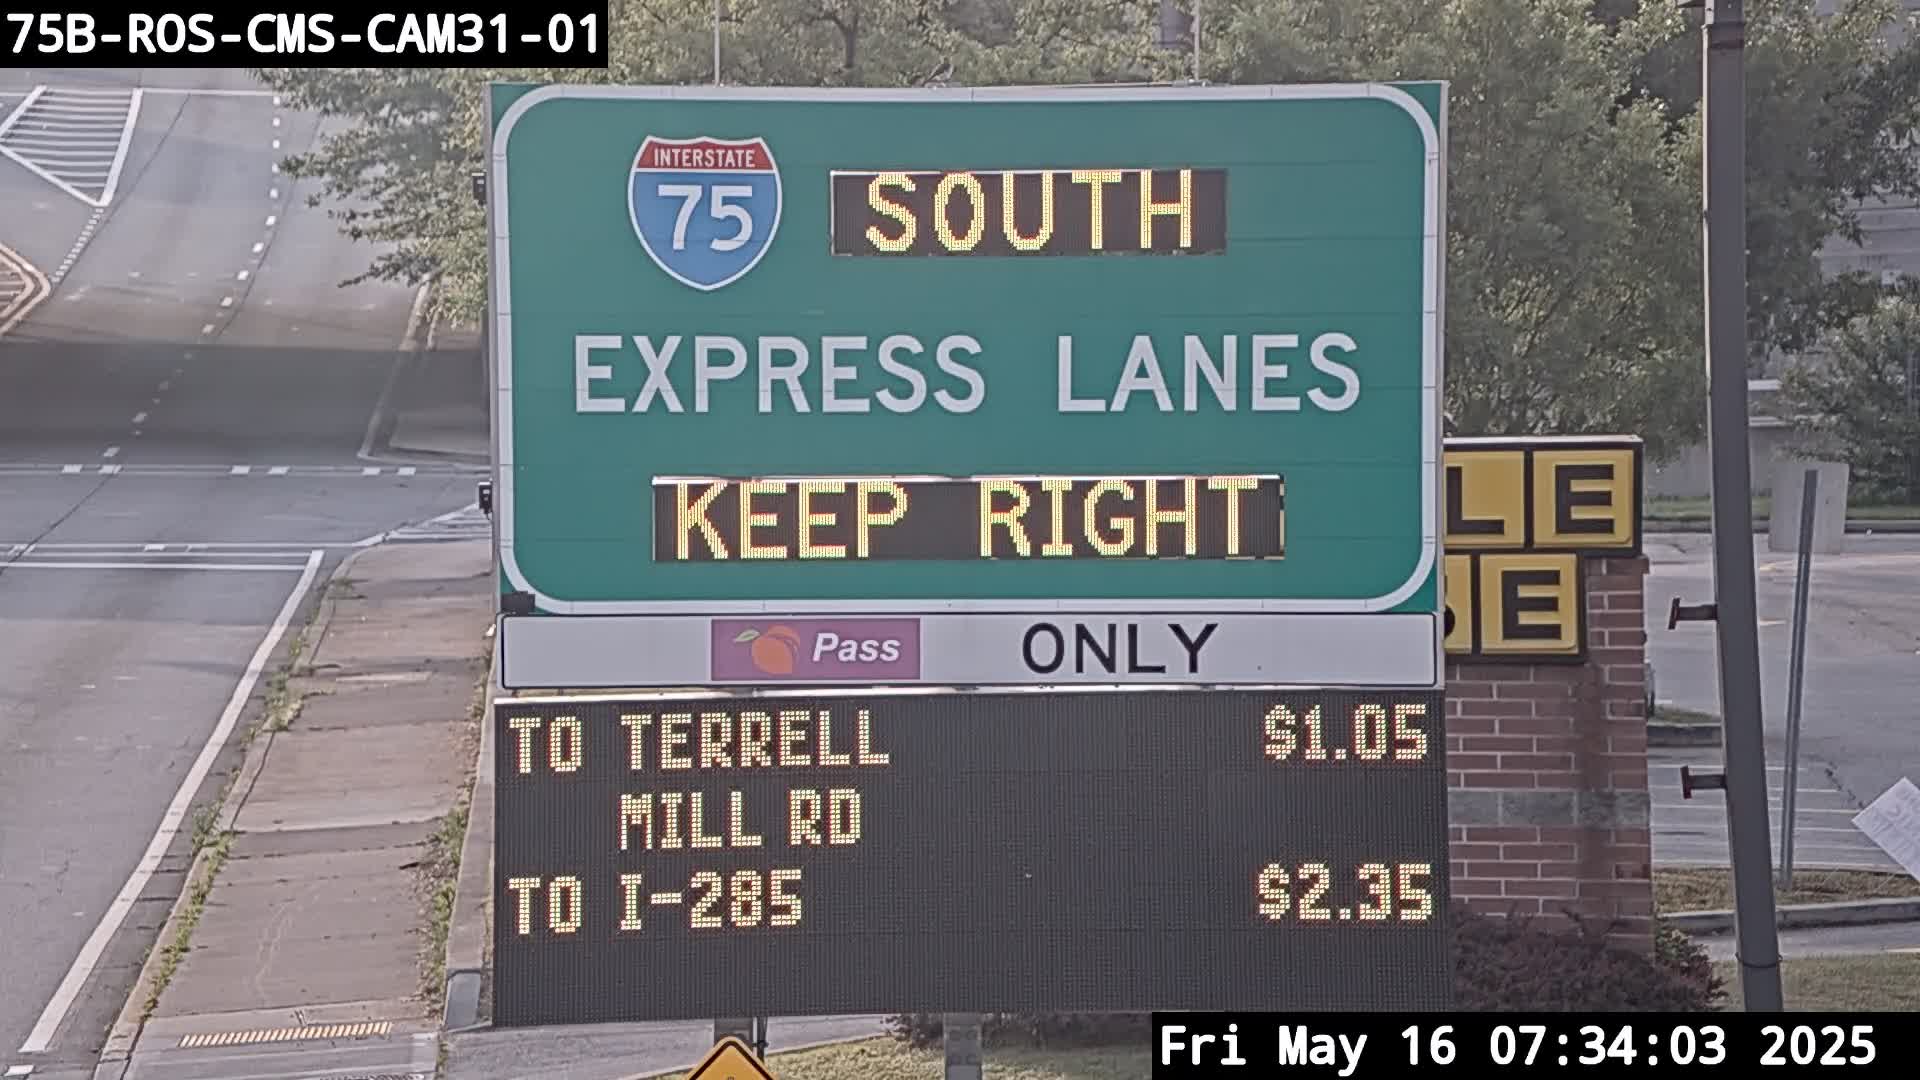 75B-ROS-CMS-CAM31-01
INTERSTATE
75
SOUTH
EXPRESS LANES
KEEP RIGHT
LE
E
Pass ONLY
TO TERRELL $1.05
MILL RD
TO I-285 $2.35
Fri May 16 07:34:03 2025